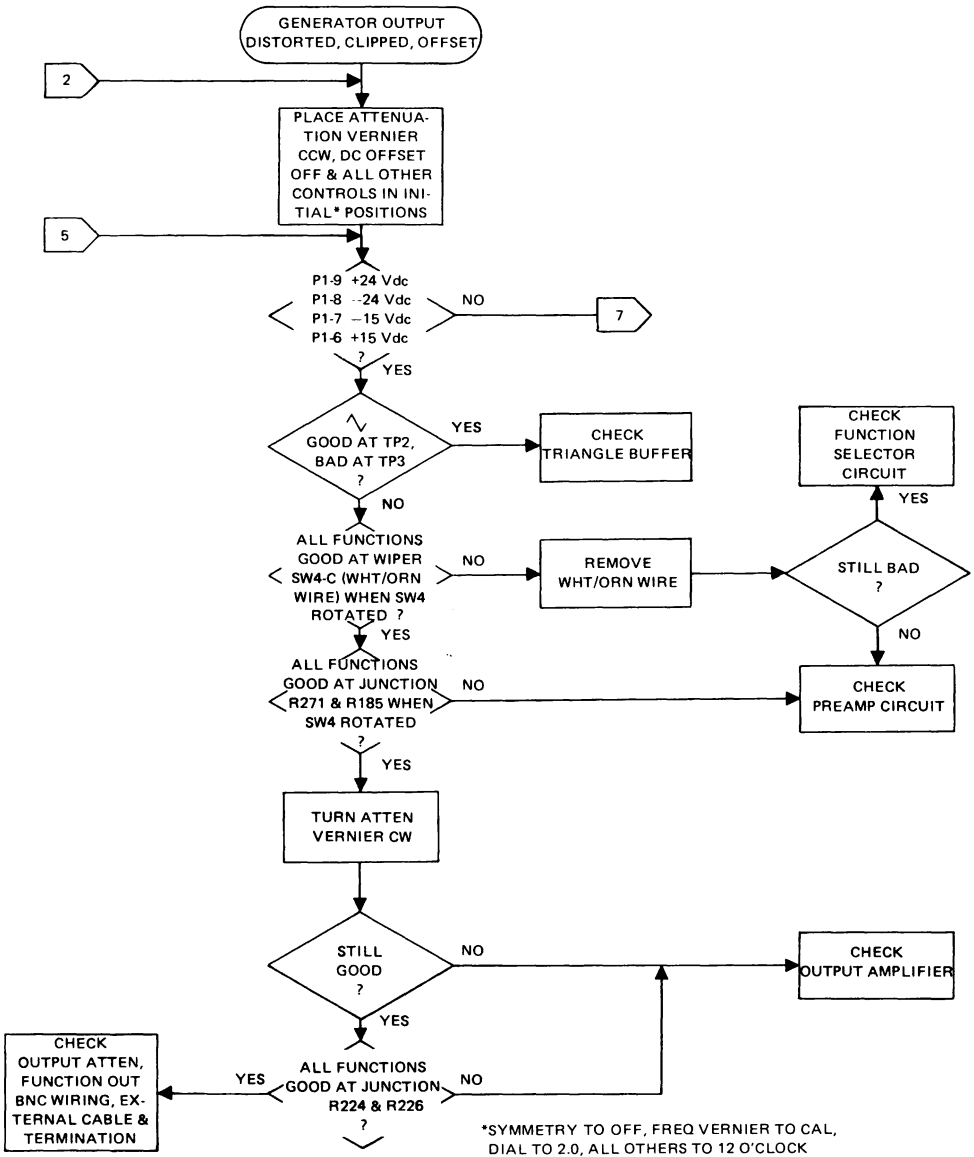 GENERATOR OUTPUT
DISTORTED, CLIPPED, OFFSET
2
PLACE ATTENUA-
TION VERNIER
CCW, DC OFFSET
OFF & ALL OTHER
CONTROLS IN INI-
TIAL* POSITIONS
5
P1-9 +24 Vdc
P1-8 --24 Vdc
P1-7 −15 Vdc
P1-6 +15 Vdc
?
NO
7
YES
GOOD AT TP2,
BAD AT TP3
?
YES
CHECK
TRIANGLE BUFFER
NO
CHECK
FUNCTION
SELECTOR
CIRCUIT
YES
ALL FUNCTIONS
GOOD AT WIPER
SW4-C (WHT/ORN
WIRE) WHEN SW4
ROTATED ?
NO
REMOVE
WHT/ORN WIRE
STILL BAD
?
NO
YES
ALL FUNCTIONS
GOOD AT JUNCTION
R271 & R185 WHEN
SW4 ROTATED
?
NO
CHECK
PREAMP CIRCUIT
YES
TURN ATTEN
VERNIER CW
STILL
GOOD
?
NO
CHECK
OUTPUT AMPLIFIER
YES
ALL FUNCTIONS
GOOD AT JUNCTION
R224 & R226
?
NO
YES
CHECK
OUTPUT ATTEN,
FUNCTION OUT
BNC WIRING, EX-
TERNAL CABLE &
TERMINATION
*SYMMETRY TO OFF, FREQ VERNIER TO CAL,
DIAL TO 2.0, ALL OTHERS TO 12 O'CLOCK